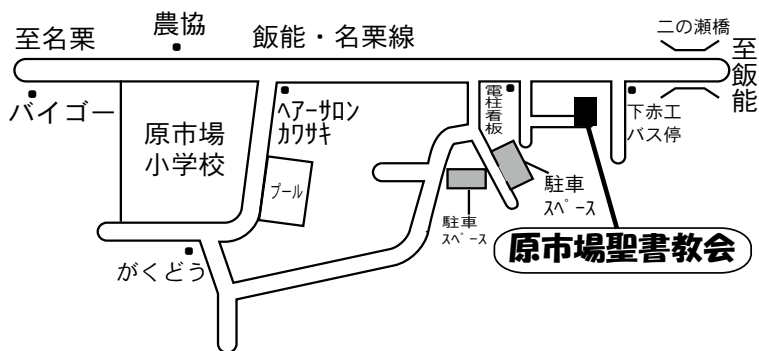 至名栗
農協
飯能・名栗線
二の瀬橋
至飯能
バイゴー
原市場
小学校
ヘアーサロン
カワサキ
電柱看板
下赤工
バス停
プール
駐車
スペース
駐車
スペース
がくどう
原市場聖書教会